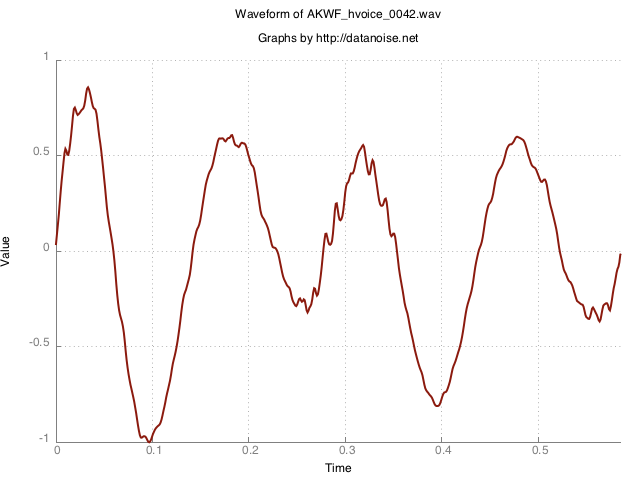 Waveform of AKWF_hvoice_0042.wav
Graphs by http://datanoise.net
1
0.5
0
-0.5
-1
Value
0 0.1 0.2 0.3 0.4 0.5
Time